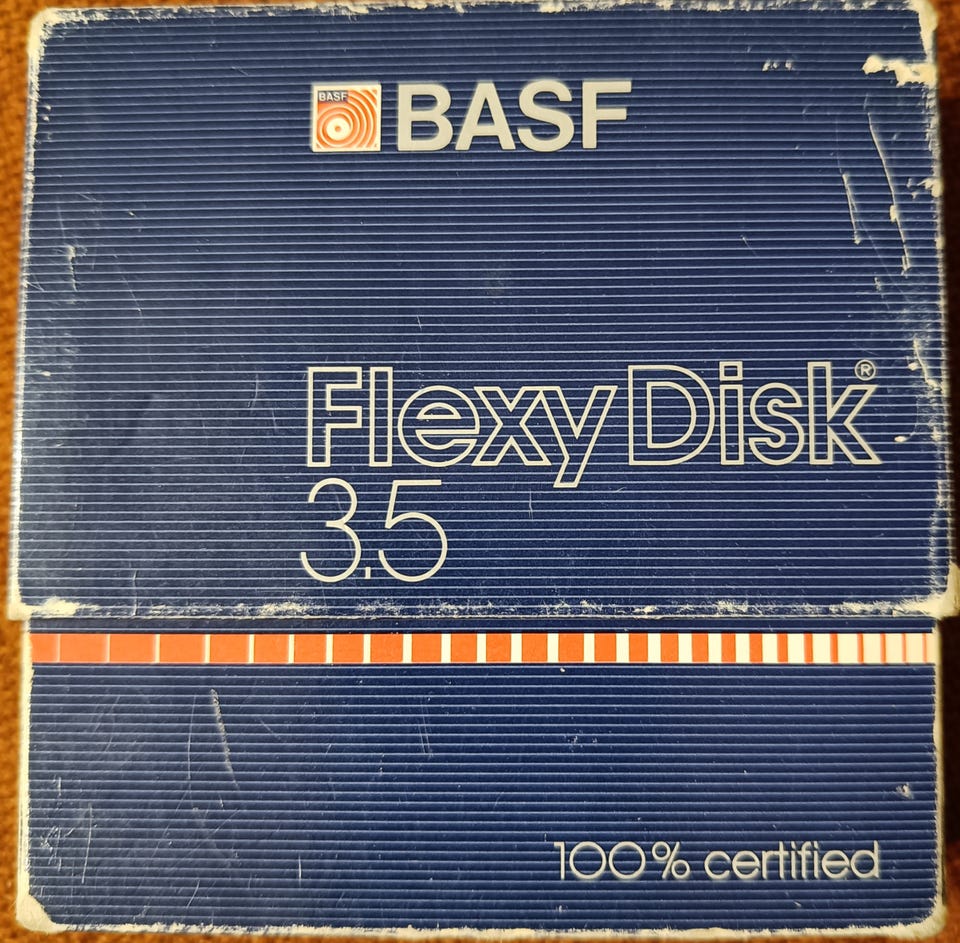 BASF BASF
FlexyDisk®
3.5
100% certified